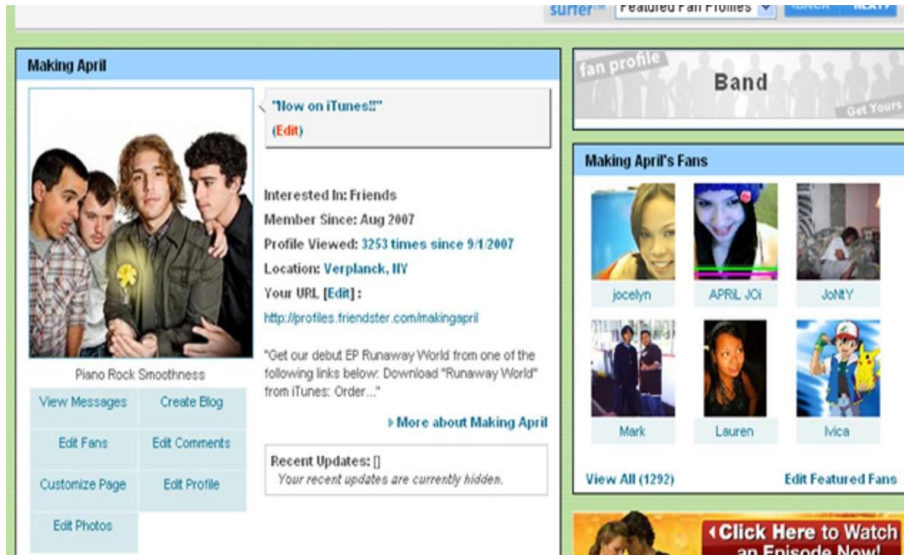 surfer™ Featured Fan Profiles BACK NEXT
Making April
"Now on iTunes!!"
(Edit)
Interested In: Friends
Member Since: Aug 2007
Profile Viewed: 3253 times since 9/1/2007
Location: Verplanck, NY
Your URL [Edit] :
http://profiles.friendster.com/makingapril
"Get our debut EP Runaway World from one of the
following links below: Download "Runaway World"
from iTunes: Order..."
More about Making April
Recent Updates: []
Your recent updates are currently hidden.
Piano Rock Smoothness
View Messages Create Blog
Edit Fans Edit Comments
Customize Page Edit Profile
Edit Photos
fan profile
Band
Get Yours
Making April's Fans
jocelyn APRiL JOi JoNtY
Mark Lauren Ivica
View All (1292) Edit Featured Fans
Click Here to Watch
an Episode Now!